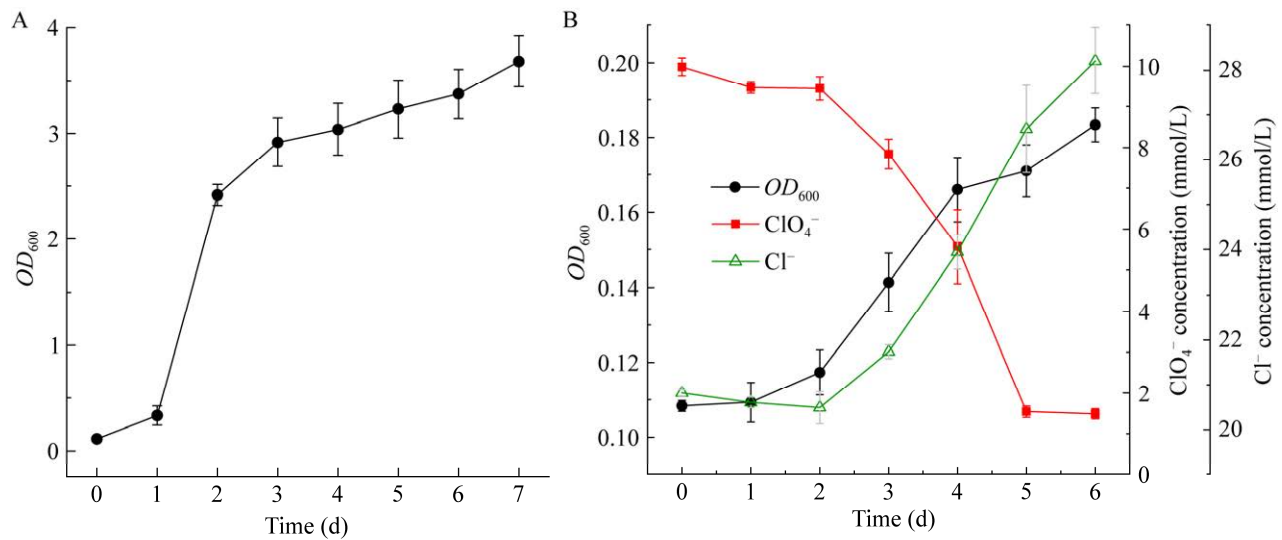 A
OD₆₀₀
4
3
2
1
0
0 1 2 3 4 5 6 7
Time (d)
B
OD₆₀₀
0.20
0.18
0.16
0.14
0.12
0.10
OD₆₀₀
ClO₄⁻
Cl⁻
0 1 2 3 4 5 6
Time (d)
10
8
6
4
2
0
ClO₄⁻ concentration (mmol/L)
28
26
24
22
20
Cl⁻ concentration (mmol/L)